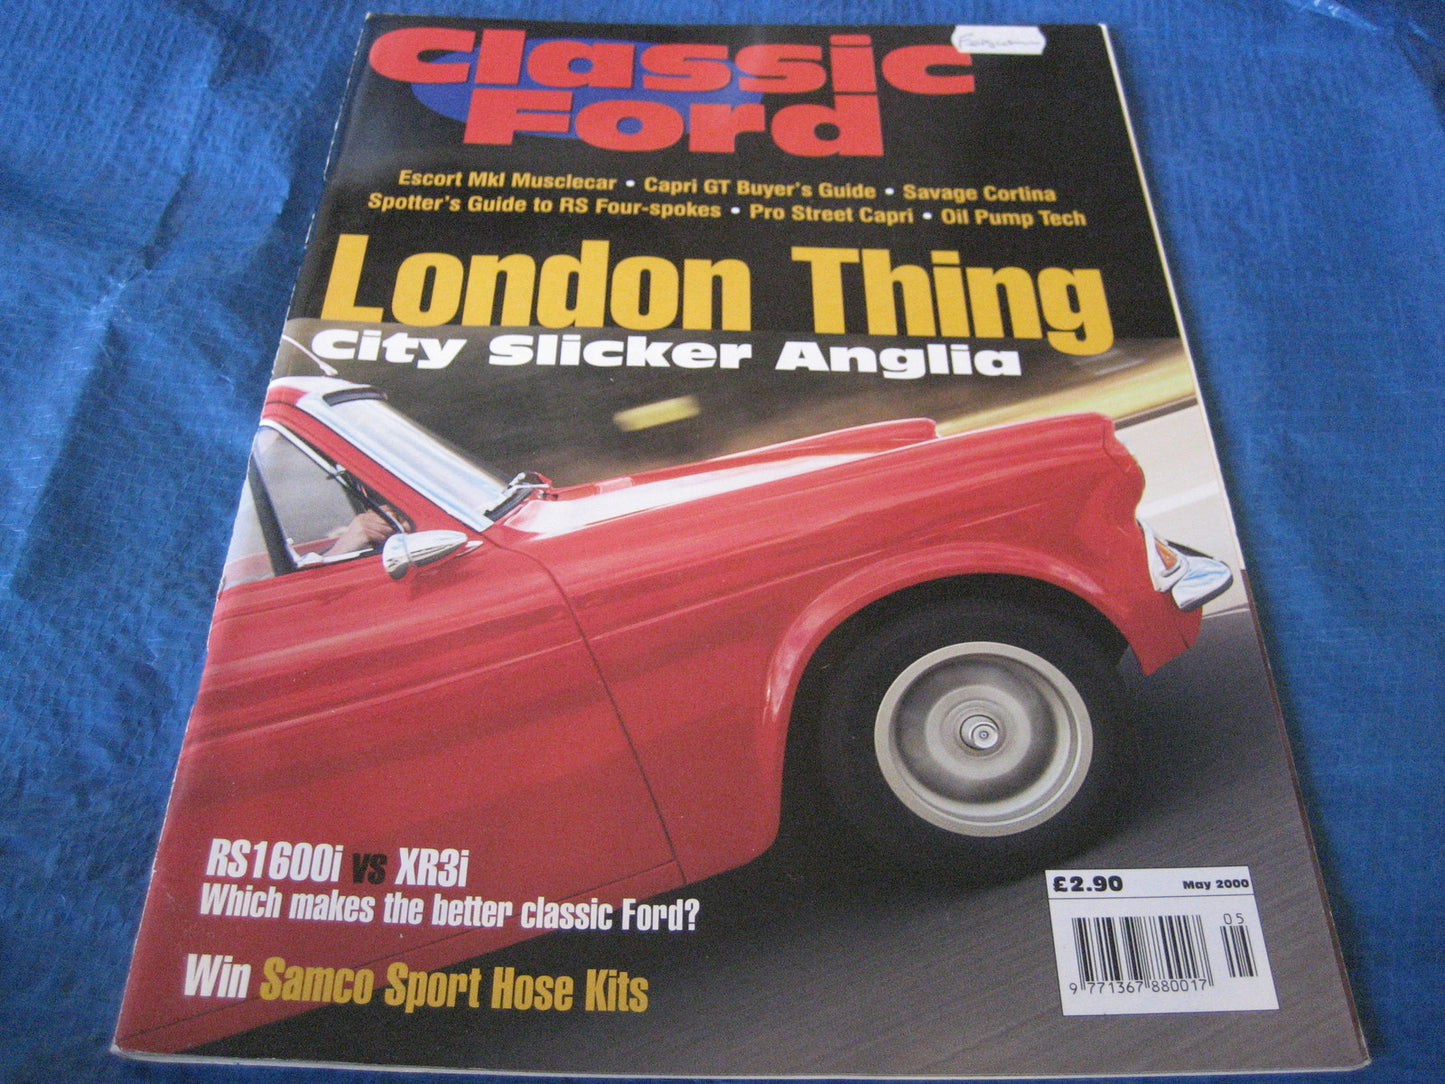 Classic
Ford
Escort MkI Musclecar • Capri GT Buyer's Guide • Savage Cortina
Spotter's Guide to RS Four-spokes • Pro Street Capri • Oil Pump Tech
London Thing
City Slicker Anglia
RS1600i vs XR3i
Which makes the better classic Ford?
Win Samco Sport Hose Kits
£2.90 May 2000
05
9 771367 880017